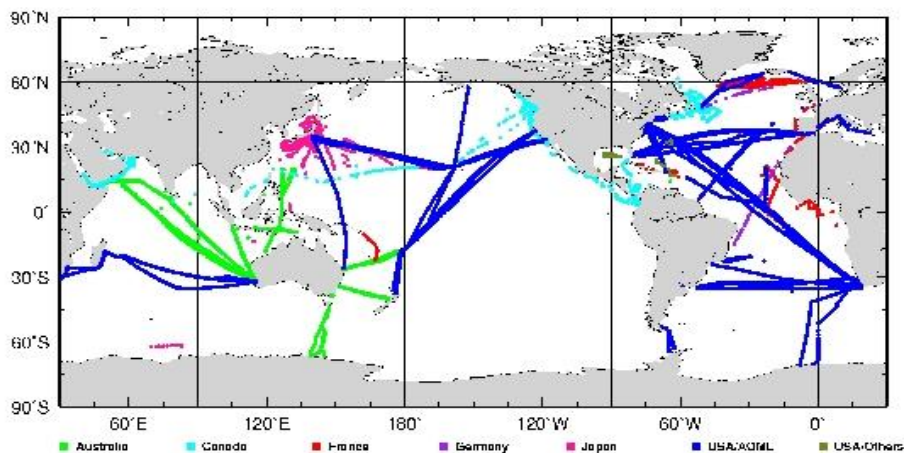 90°N
60°N
30°N
0°
30°S
60°S
90°S
60°E 120°E 180° 120°W 60°W 0°
Australia Canada France Germany Japan USA/AOML USA/Others